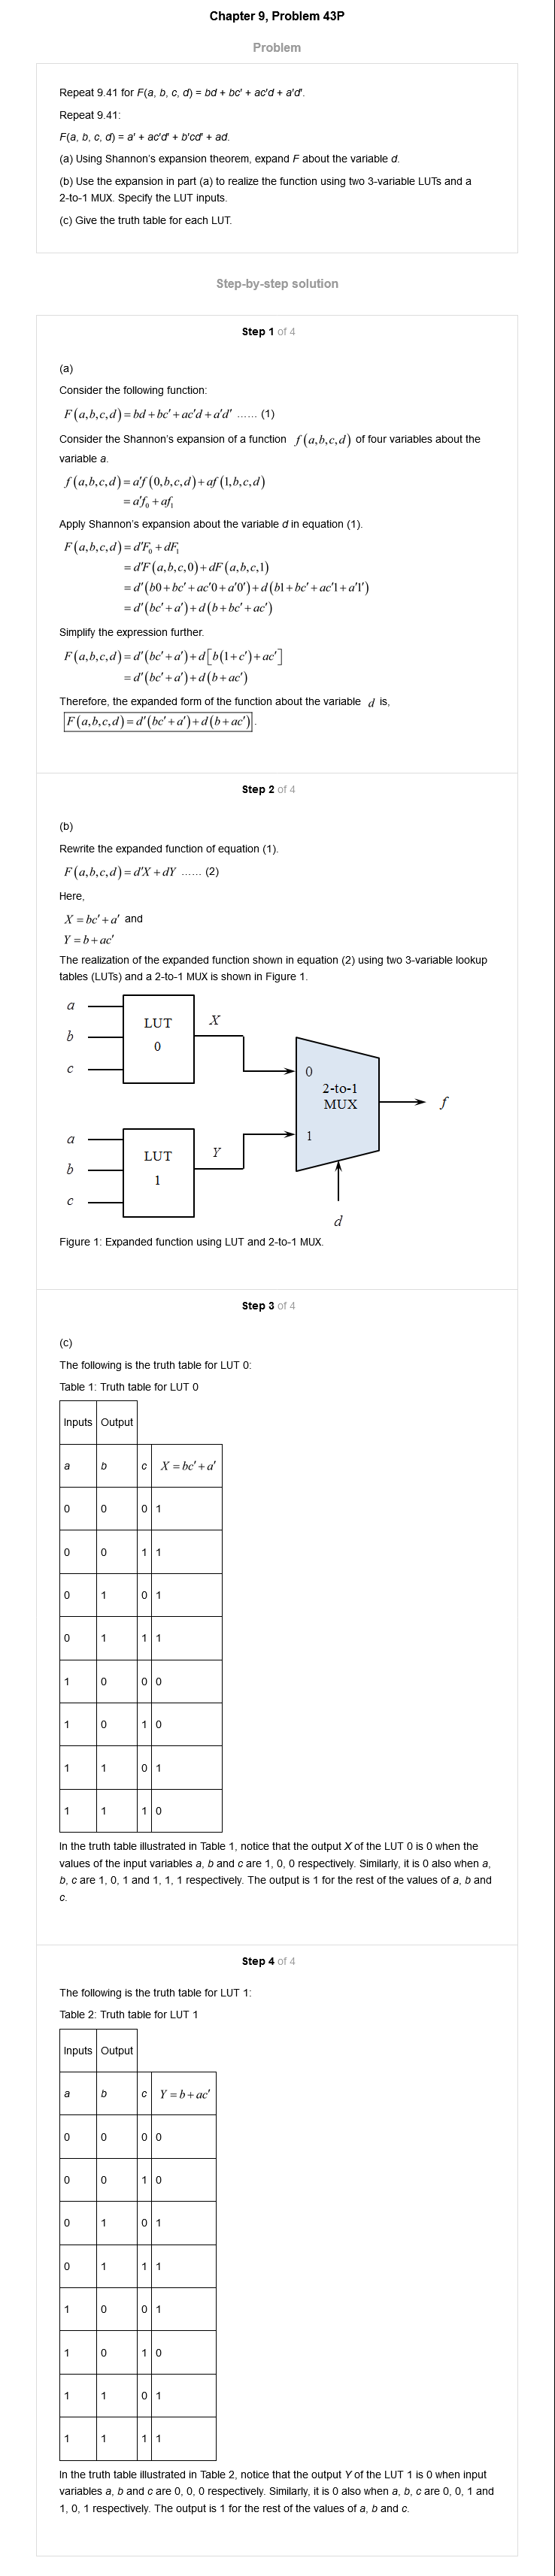 Chapter 9, Problem 43P
Problem
Repeat 9.41 for F(a, b, c, d) = bd + bc′ + ac′d + a′d′.
Repeat 9.41:
F(a, b, c, d) = a′ + ac′d′ + b′cd′ + ad.
(a) Using Shannon's expansion theorem, expand F about the variable d.
(b) Use the expansion in part (a) to realize the function using two 3-variable LUTs and a
2-to-1 MUX. Specify the LUT inputs.
(c) Give the truth table for each LUT.
Step-by-step solution
Step 1 of 4
(a)
Consider the following function:
F(a,b,c,d) = bd + bc′ + ac′d + a′d′ ...... (1)
Consider the Shannon's expansion of a function f(a,b,c,d) of four variables about the
variable a.
f(a,b,c,d) = a′f(0,b,c,d) + af(1,b,c,d)
= a′f₀ + af₁
Apply Shannon's expansion about the variable d in equation (1).
F(a,b,c,d) = d′F₀ + dF₁
= d′F(a,b,c,0) + dF(a,b,c,1)
= d′(b0 + bc′ + ac′0 + a′0′) + d(b1 + bc′ + ac′1 + a′1′)
= d′(bc′ + a′) + d(b + bc′ + ac′)
Simplify the expression further.
F(a,b,c,d) = d′(bc′ + a′) + d[b(1 + c′) + ac′]
= d′(bc′ + a′) + d(b + ac′)
Therefore, the expanded form of the function about the variable d is,
F(a,b,c,d) = d′(bc′ + a′) + d(b + ac′).
Step 2 of 4
(b)
Rewrite the expanded function of equation (1).
F(a,b,c,d) = d′X + dY ...... (2)
Here,
X = bc′ + a′ and
Y = b + ac′
The realization of the expanded function shown in equation (2) using two 3-variable lookup
tables (LUTs) and a 2-to-1 MUX is shown in Figure 1.
a
b
c
LUT
0
X
0
2-to-1
MUX
1
f
a
b
c
LUT
1
Y
d
Figure 1: Expanded function using LUT and 2-to-1 MUX.
Step 3 of 4
(c)
The following is the truth table for LUT 0:
Table 1: Truth table for LUT 0
Inputs Output
a b c X = bc′ + a′
0 0 0 1
0 0 1 1
0 1 0 1
0 1 1 1
1 0 0 0
1 0 1 0
1 1 0 1
1 1 1 0
In the truth table illustrated in Table 1, notice that the output X of the LUT 0 is 0 when the
values of the input variables a, b and c are 1, 0, 0 respectively. Similarly, it is 0 also when a,
b, c are 1, 0, 1 and 1, 1, 1 respectively. The output is 1 for the rest of the values of a, b and
c.
Step 4 of 4
The following is the truth table for LUT 1:
Table 2: Truth table for LUT 1
Inputs Output
a b c Y = b + ac′
0 0 0 0
0 0 1 0
0 1 0 1
0 1 1 1
1 0 0 1
1 0 1 0
1 1 0 1
1 1 1 1
In the truth table illustrated in Table 2, notice that the output Y of the LUT 1 is 0 when input
variables a, b and c are 0, 0, 0 respectively. Similarly, it is 0 also when a, b, c are 0, 0, 1 and
1, 0, 1 respectively. The output is 1 for the rest of the values of a, b and c.